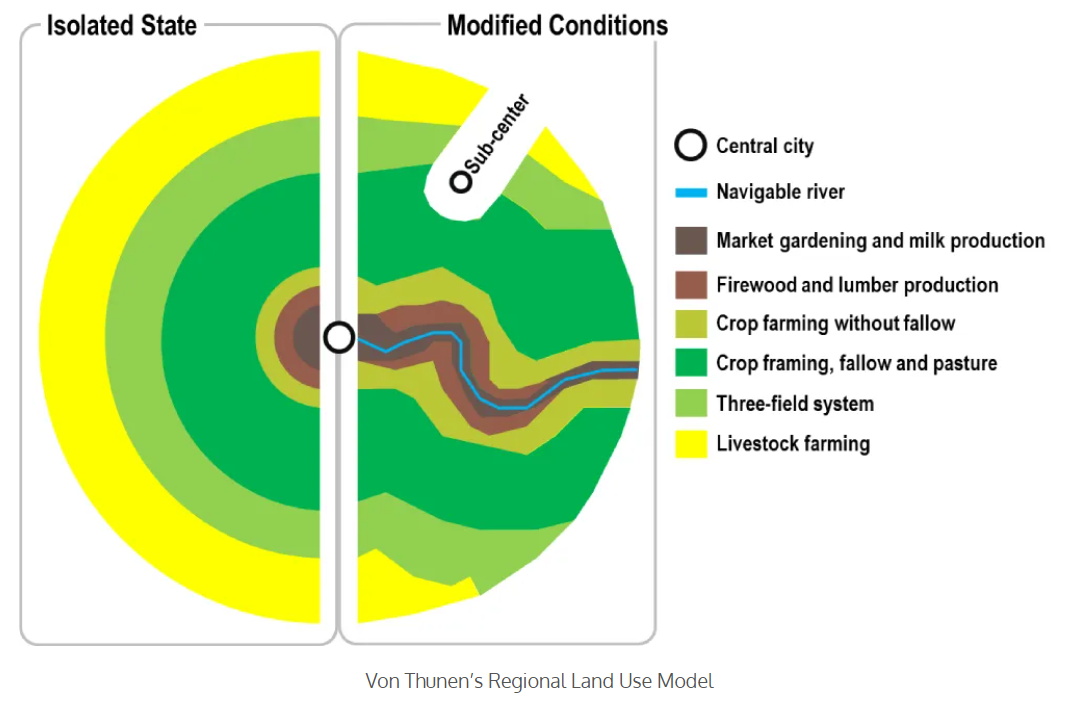 Isolated State
Modified Conditions
Sub-center
Central city
Navigable river
Market gardening and milk production
Firewood and lumber production
Crop farming without fallow
Crop framing, fallow and pasture
Three-field system
Livestock farming
Von Thunen’s Regional Land Use Model